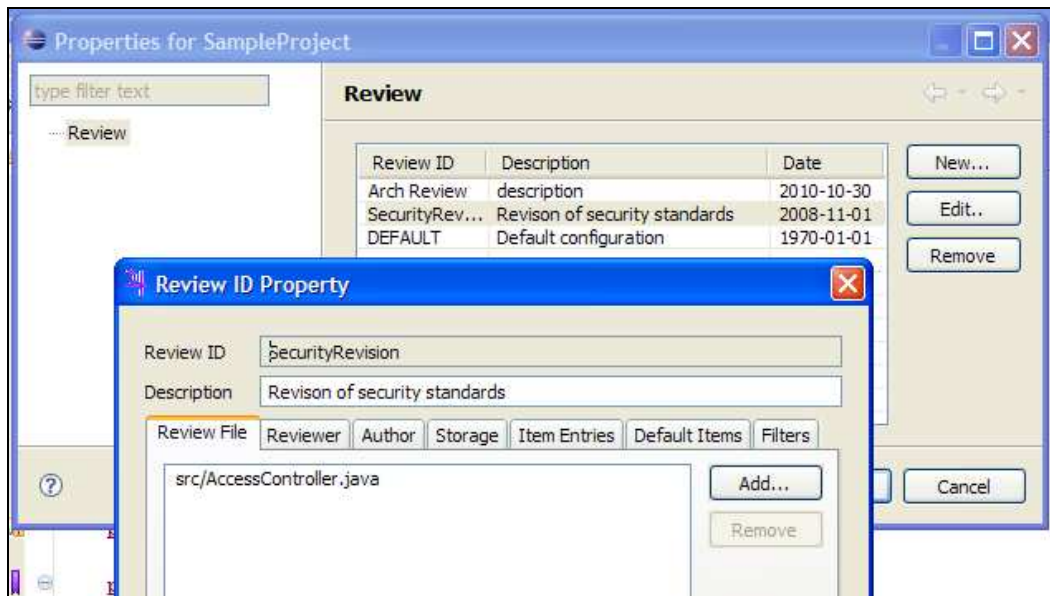 Properties for SampleProject
type filter text
Review
Review
Review ID Description Date
Arch Review description 2010-10-30
SecurityRev... Revison of security standards 2008-11-01
DEFAULT Default configuration 1970-01-01
New...
Edit..
Remove
Review ID Property
Review ID SecurityRevision
Description Revison of security standards
Review File Reviewer Author Storage Item Entries Default Items Filters
src/AccessController.java
Add...
Remove
Cancel